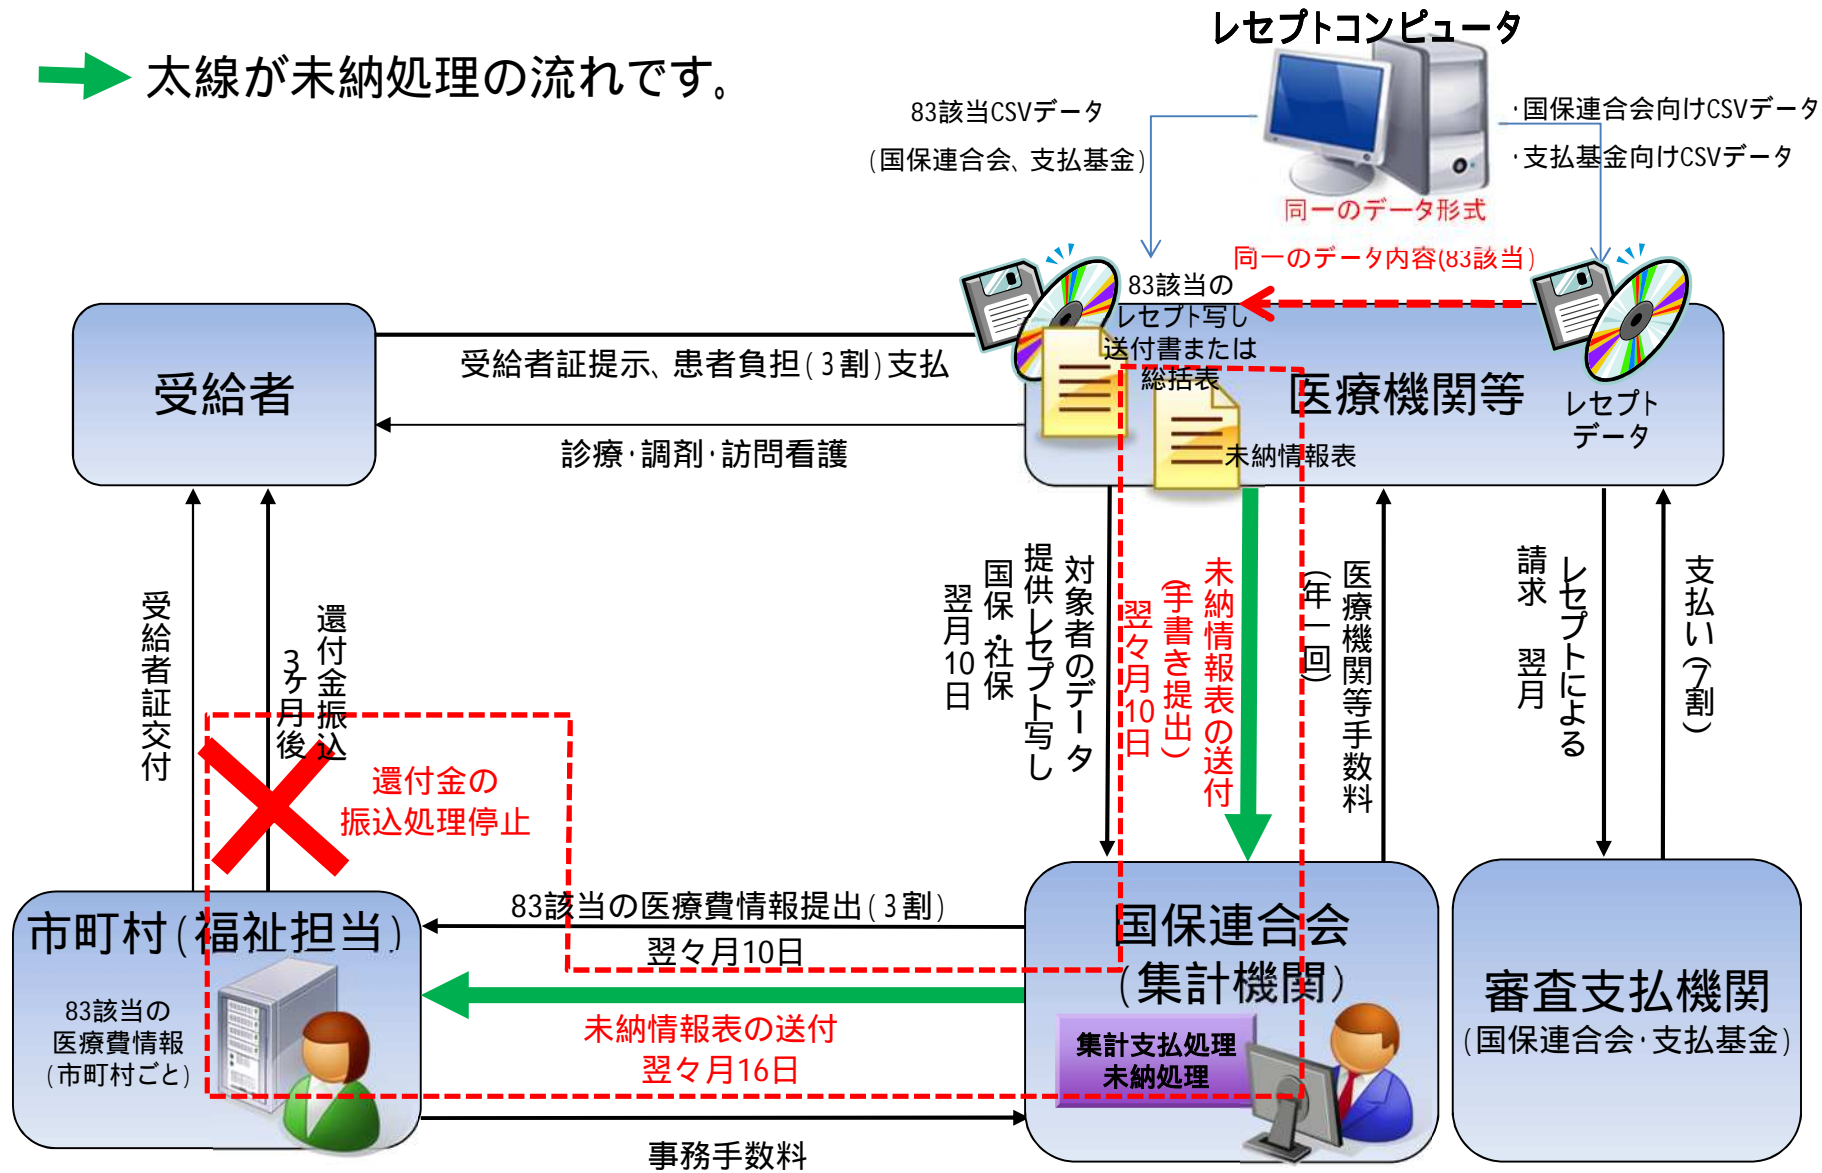 レセプトコンピュータ
太線が未納処理の流れです。
83該当CSVデータ
(国保連合会、支払基金)
・国保連合会向けCSVデータ
・支払基金向けCSVデータ
同一のデータ形式
同一のデータ内容(83該当)
83該当の
レセプト写し
送付書または
総括表
受給者
受給者証提示、患者負担(3割)支払
診療・調剤・訪問看護
医療機関等
レセプト
データ
未納情報表
受給者証交付
還付金振込
3ヶ月後
対象者のデータ
提供レセプト写し
国保・社保
翌月10日
未納情報表の送付
(手書き提出)
翌々月10日
医療機関等手数料
(年一回)
レセプトによる
請求 翌月
支払い(7割)
還付金の
振込処理停止
市町村(福祉担当)
83該当の
医療費情報
(市町村ごと)
83該当の医療費情報提出(3割)
翌々月10日
未納情報表の送付
翌々月16日
事務手数料
国保連合会
(集計機関)
集計支払処理
未納処理
審査支払機関
(国保連合会・支払基金)